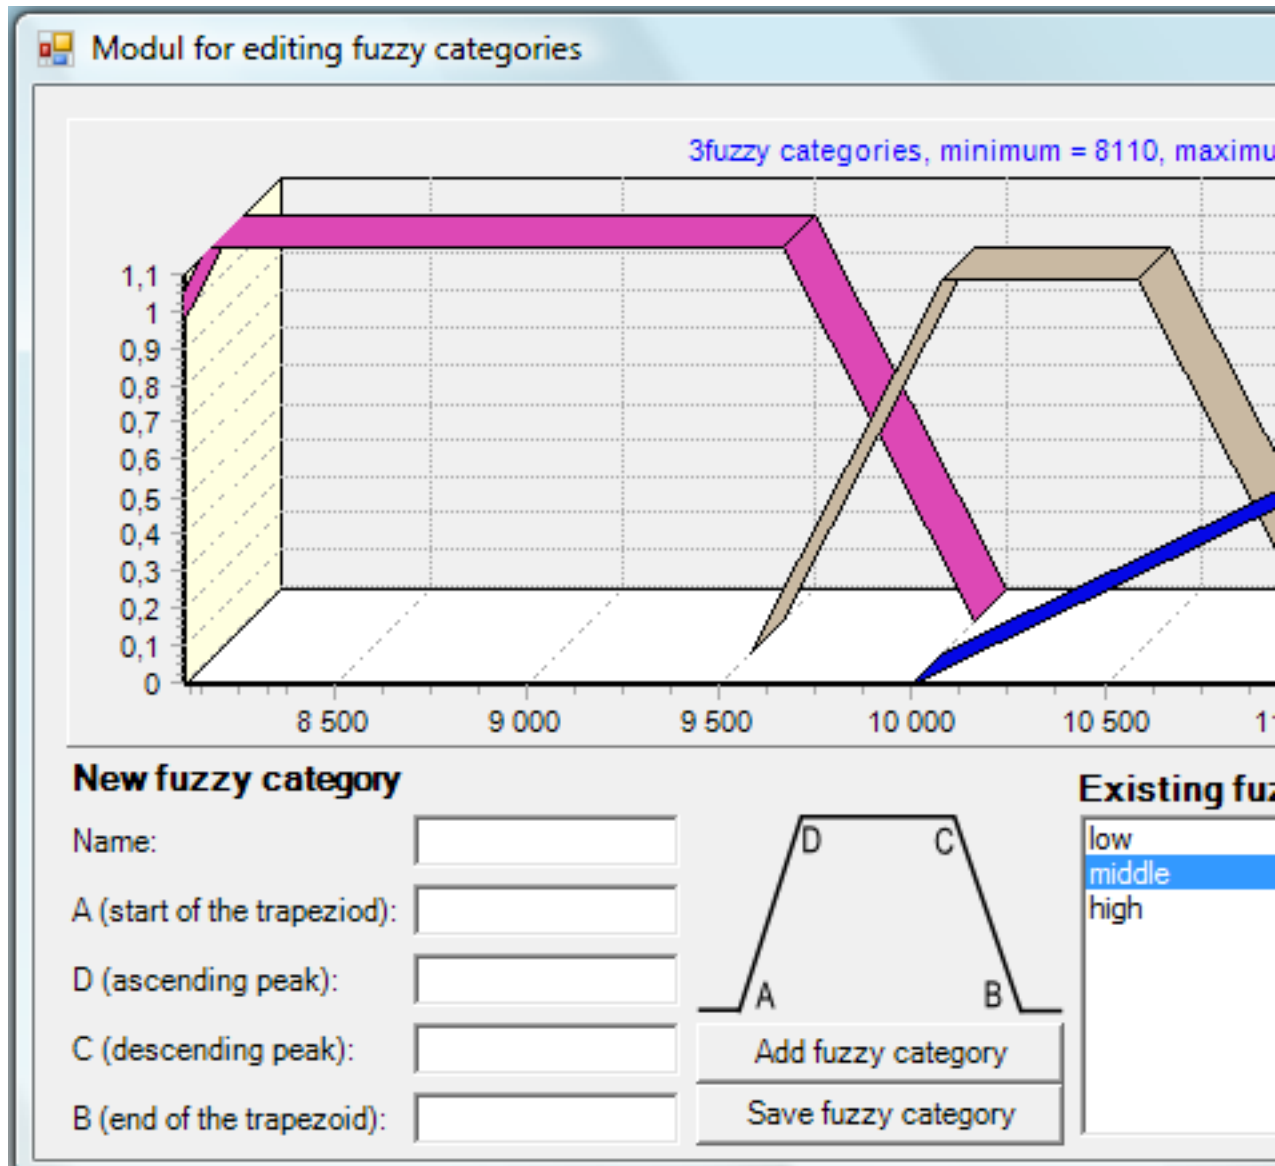 Modul for editing fuzzy categories
3fuzzy categories, minimum = 8110, maximu
1,1
1
0,9
0,8
0,7
0,6
0,5
0,4
0,3
0,2
0,1
0
8 500 9 000 9 500 10 000 10 500 11
New fuzzy category
Name:
A (start of the trapeziod):
D (ascending peak):
C (descending peak):
B (end of the trapezoid):
D C
A B
Add fuzzy category
Save fuzzy category
Existing fuz
low
middle
high